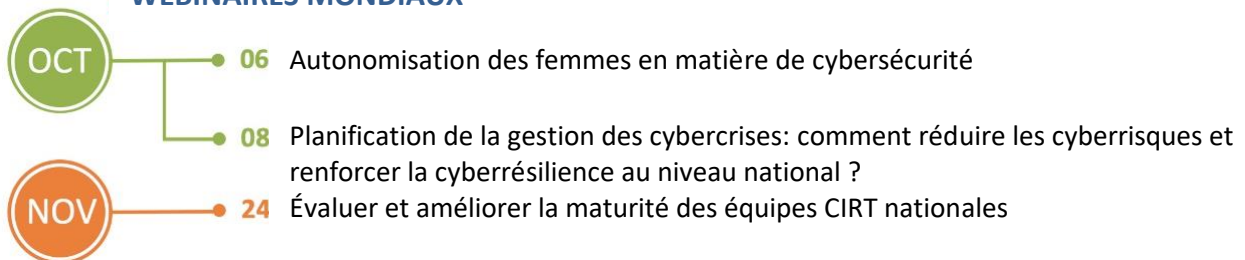 WEBINAIRES MONDIAUX
OCT
06 Autonomisation des femmes en matière de cybersécurité
08 Planification de la gestion des cybercrises: comment réduire les cyberrisques et
renforcer la cyberrésilience au niveau national ?
NOV
24 Évaluer et améliorer la maturité des équipes CIRT nationales